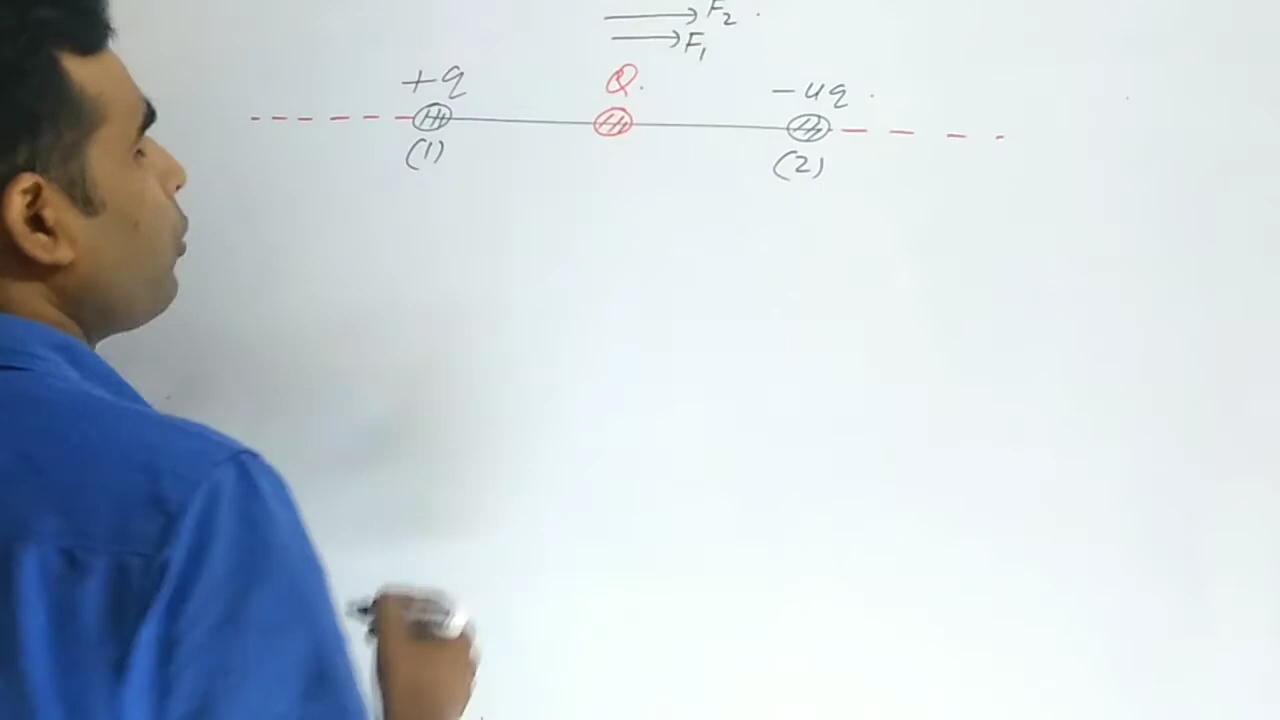 F₂
F₁
+q Q. -4q
(1) (2)